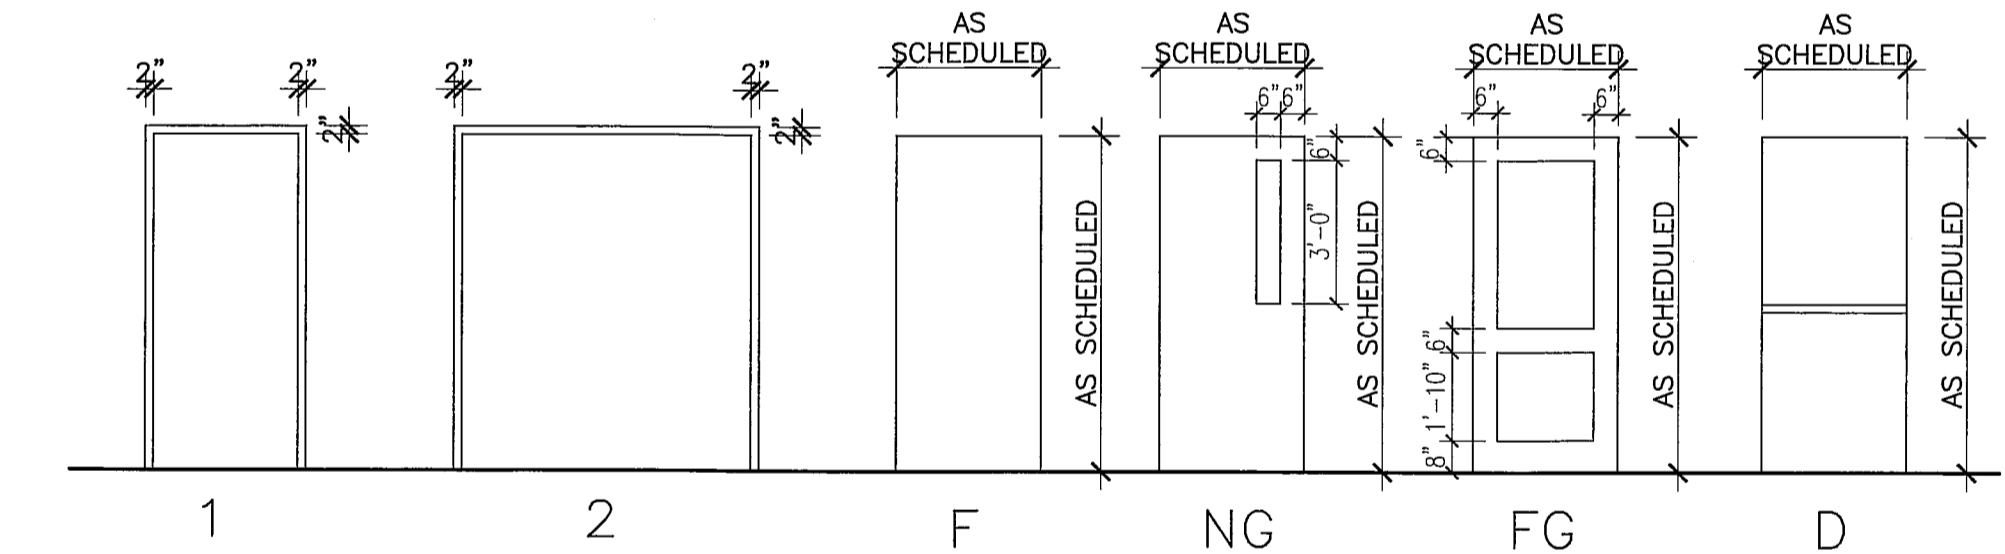 2"
2"
2"
1
2"
2"
2"
2
AS
SCHEDULED
AS SCHEDULED
F
AS
SCHEDULED
6"
6"
6"
3'-0"
AS SCHEDULED
NG
AS
SCHEDULED
6"
6"
6"
6"
1'-10"
8"
AS SCHEDULED
FG
AS
SCHEDULED
AS SCHEDULED
D